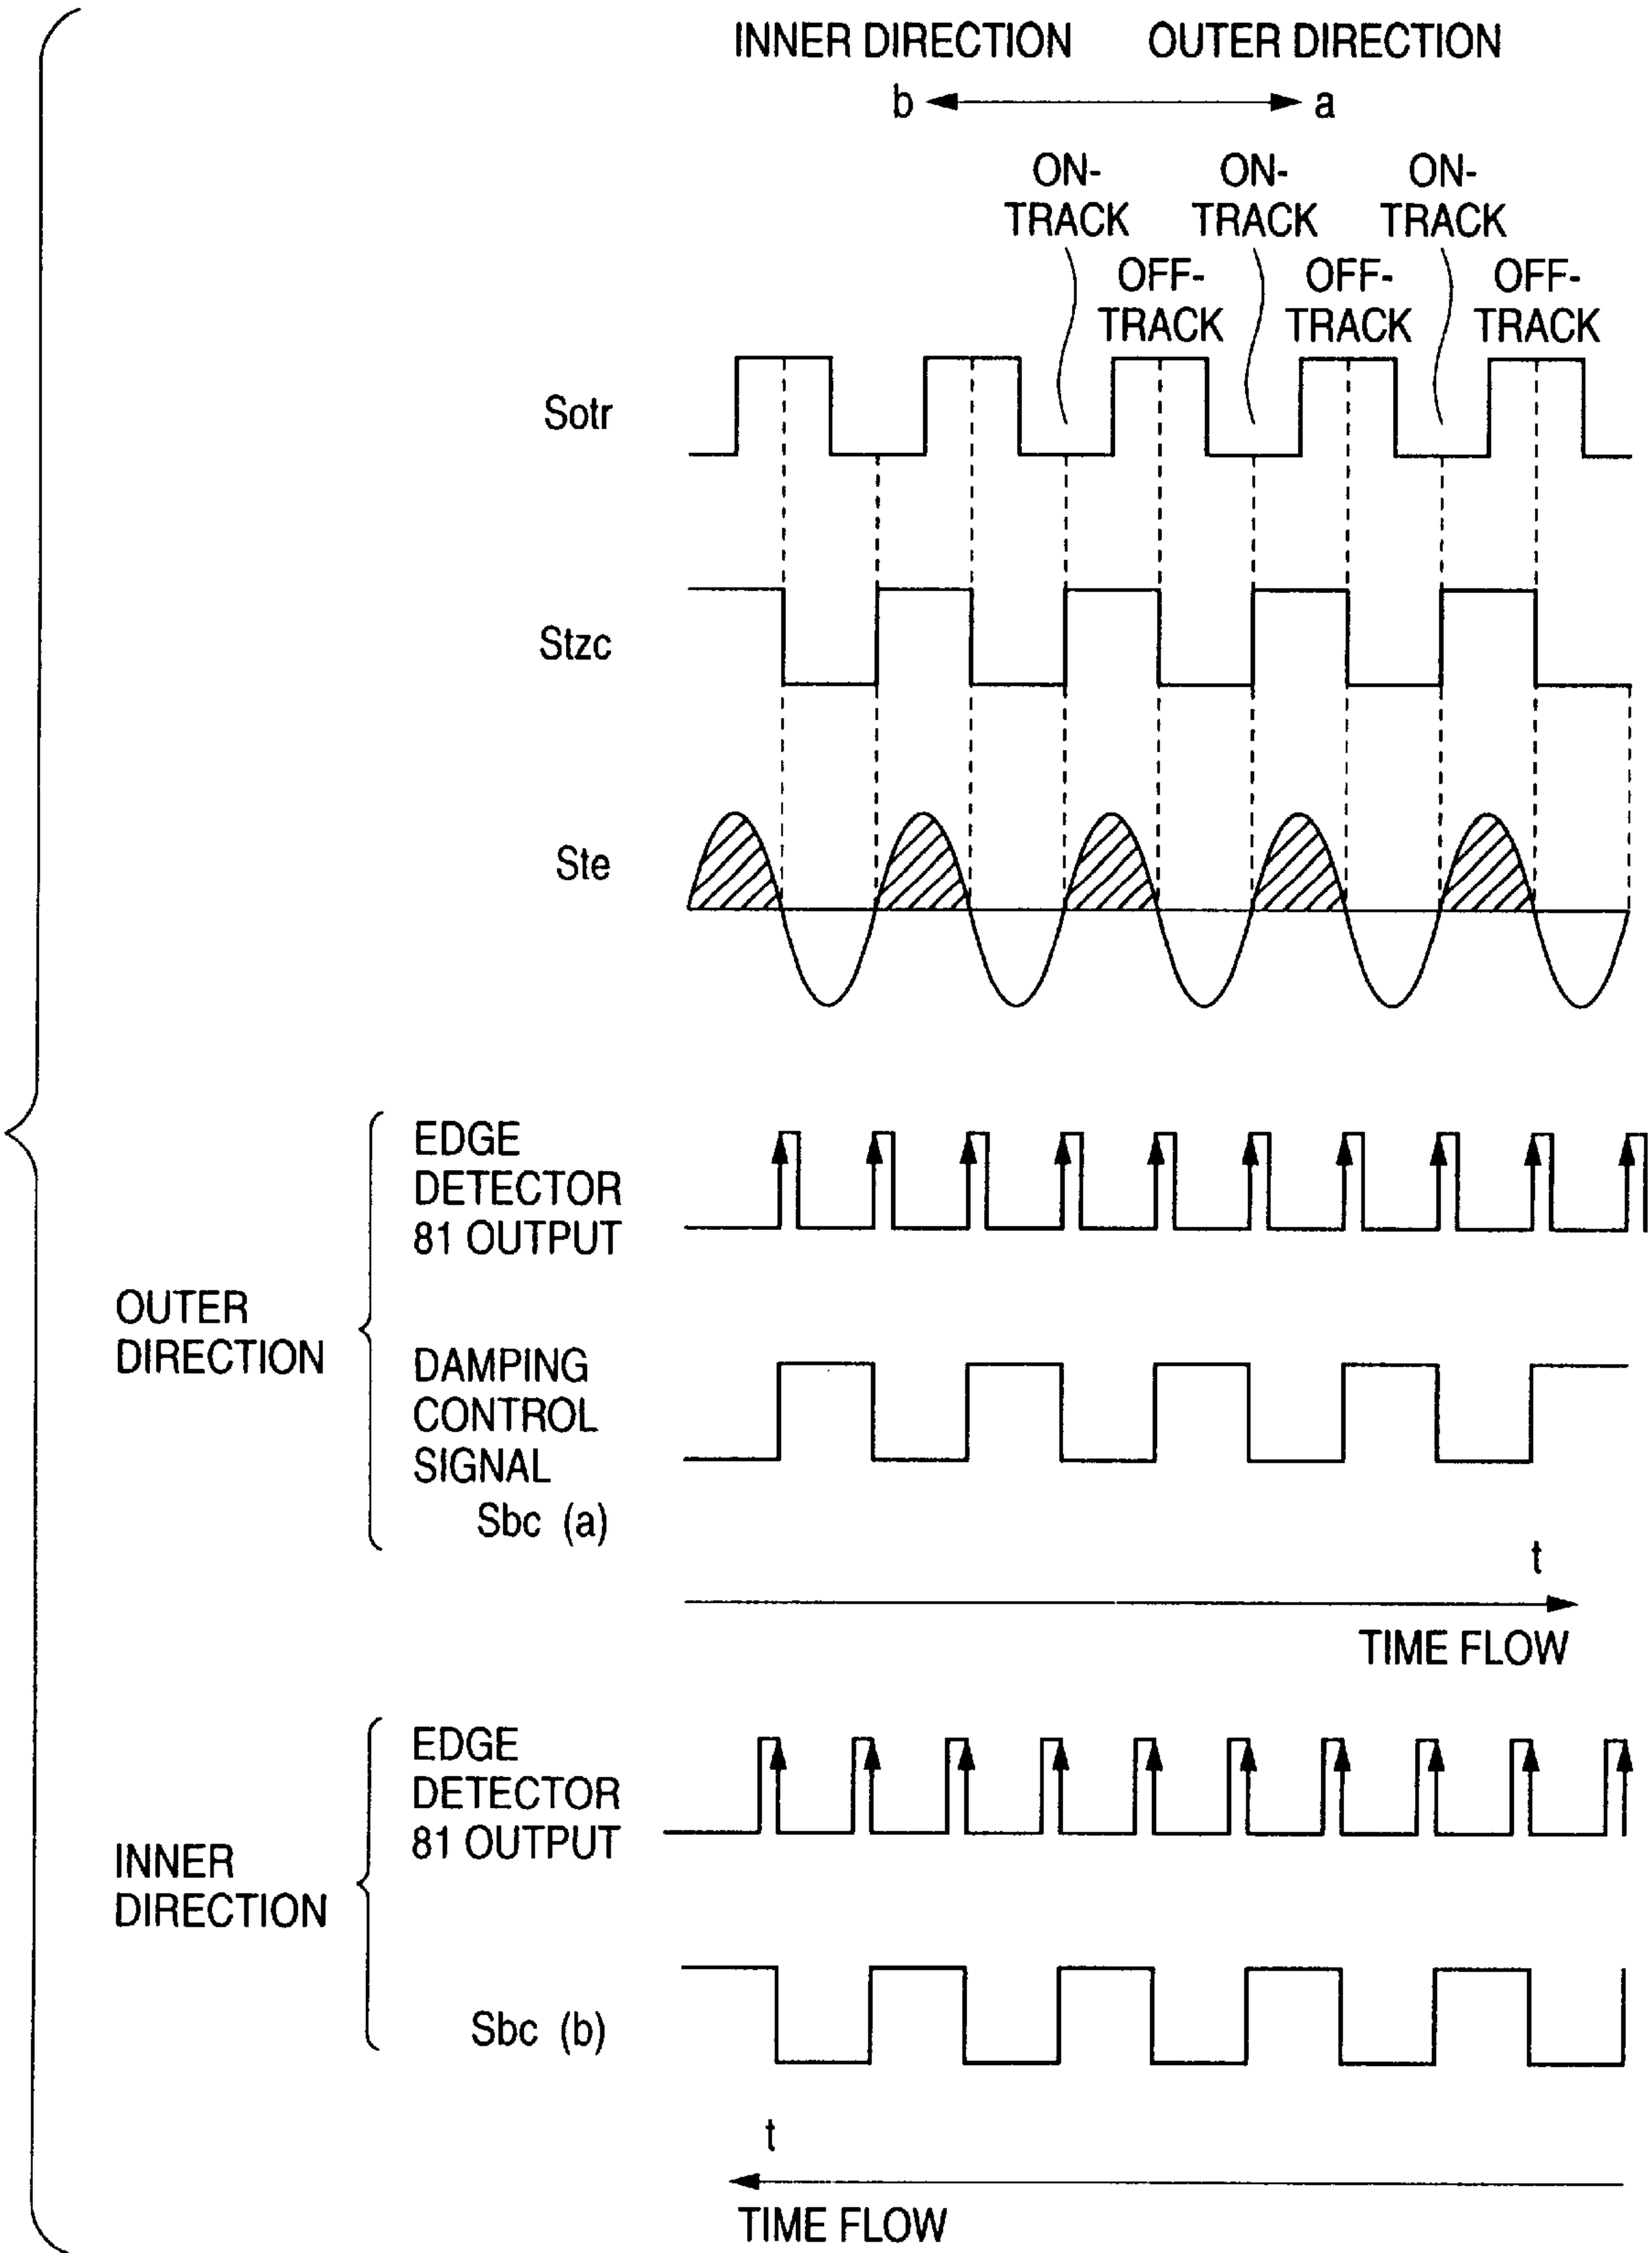 INNER DIRECTION OUTER DIRECTION
b a
ON- ON- ON-
TRACK TRACK TRACK
OFF- OFF- OFF-
TRACK TRACK TRACK
Sotr
Stzc
Ste
EDGE
DETECTOR
81 OUTPUT
OUTER
DIRECTION
DAMPING
CONTROL
SIGNAL
Sbc (a)
t
TIME FLOW
EDGE
DETECTOR
81 OUTPUT
INNER
DIRECTION
Sbc (b)
t
TIME FLOW